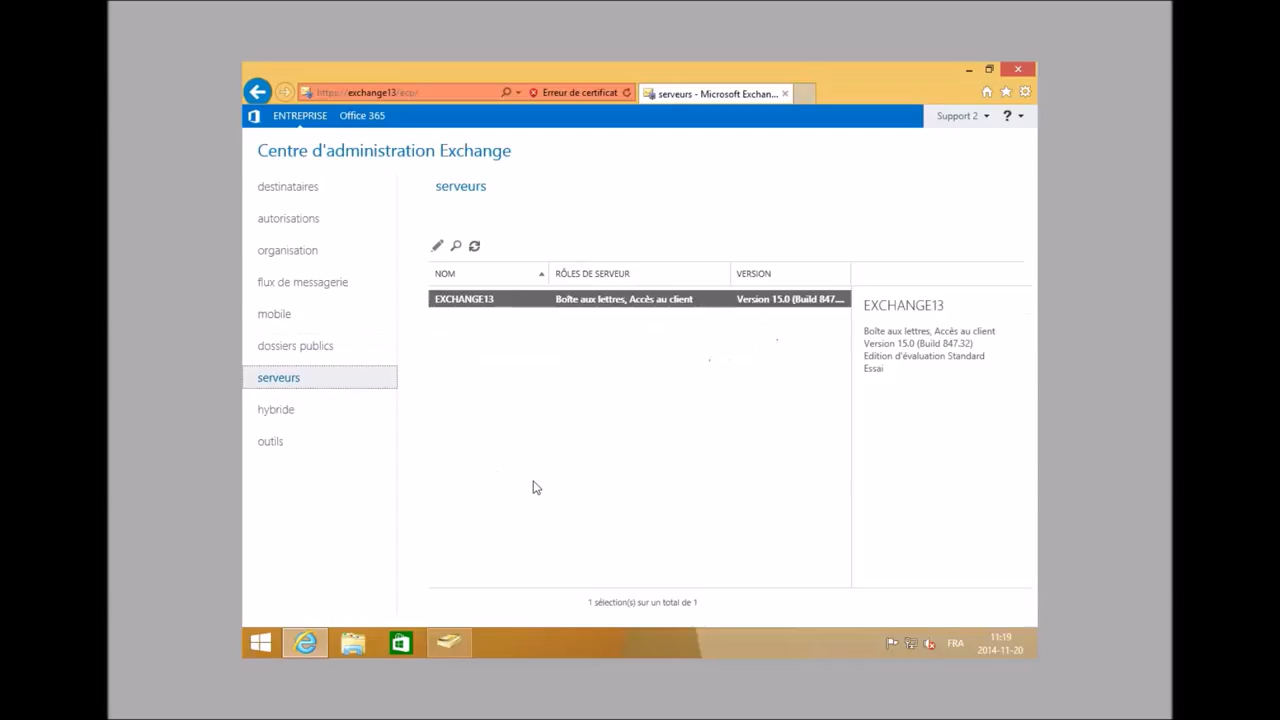 https://exchange13/ecp/
Erreur de certificat
serveurs - Microsoft Exchan...
ENTREPRISE Office 365
Support 2
?
Centre d'administration Exchange
destinataires
autorisations
organisation
flux de messagerie
mobile
dossiers publics
serveurs
hybride
outils
serveurs
NOM RÔLES DE SERVEUR VERSION
EXCHANGE13 Boîte aux lettres, Accès au client Version 15.0 (Build 847....
EXCHANGE13
Boîte aux lettres, Accès au client
Version 15.0 (Build 847.32)
Edition d'évaluation Standard
Essai
1 sélection(s) sur un total de 1
FRA
11:19
2014-11-20